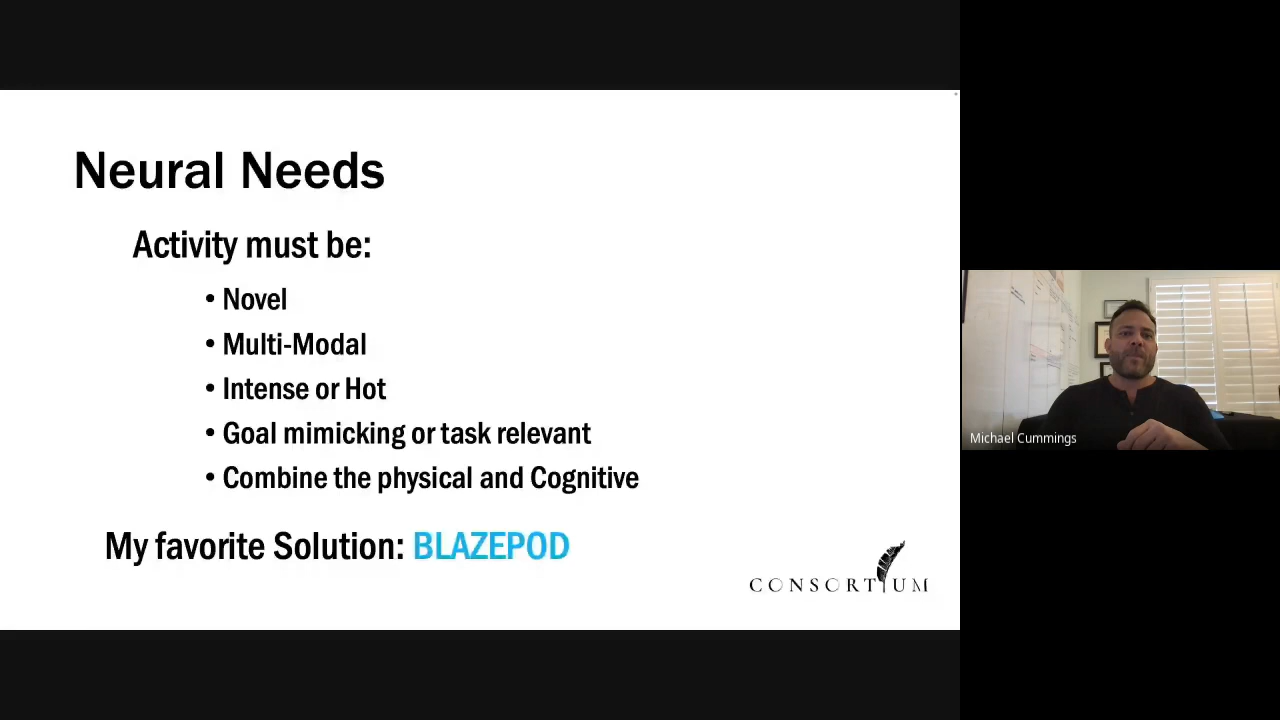 Neural Needs
Activity must be:
• Novel
• Multi-Modal
• Intense or Hot
• Goal mimicking or task relevant
• Combine the physical and Cognitive
My favorite Solution: BLAZEPOD
CONSORTIUM
Michael Cummings